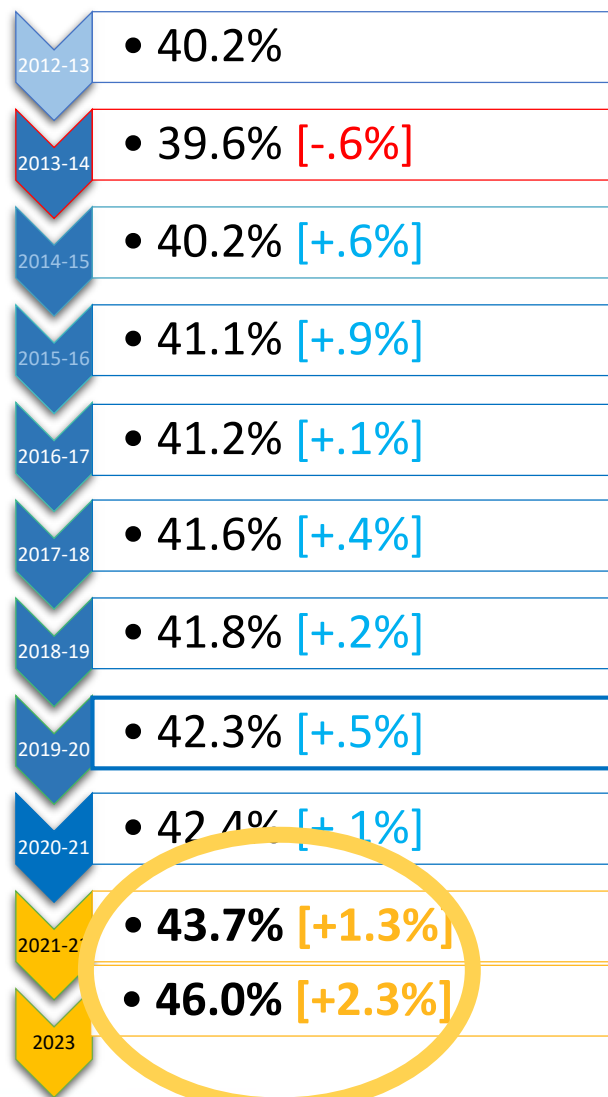 2012-13
• 40.2%
2013-14
• 39.6% [-.6%]
2014-15
• 40.2% [+.6%]
2015-16
• 41.1% [+.9%]
2016-17
• 41.2% [+.1%]
2017-18
• 41.6% [+.4%]
2018-19
• 41.8% [+.2%]
2019-20
• 42.3% [+.5%]
2020-21
• 42.4% [+.1%]
2021-22
• 43.7% [+1.3%]
2023
• 46.0% [+2.3%]